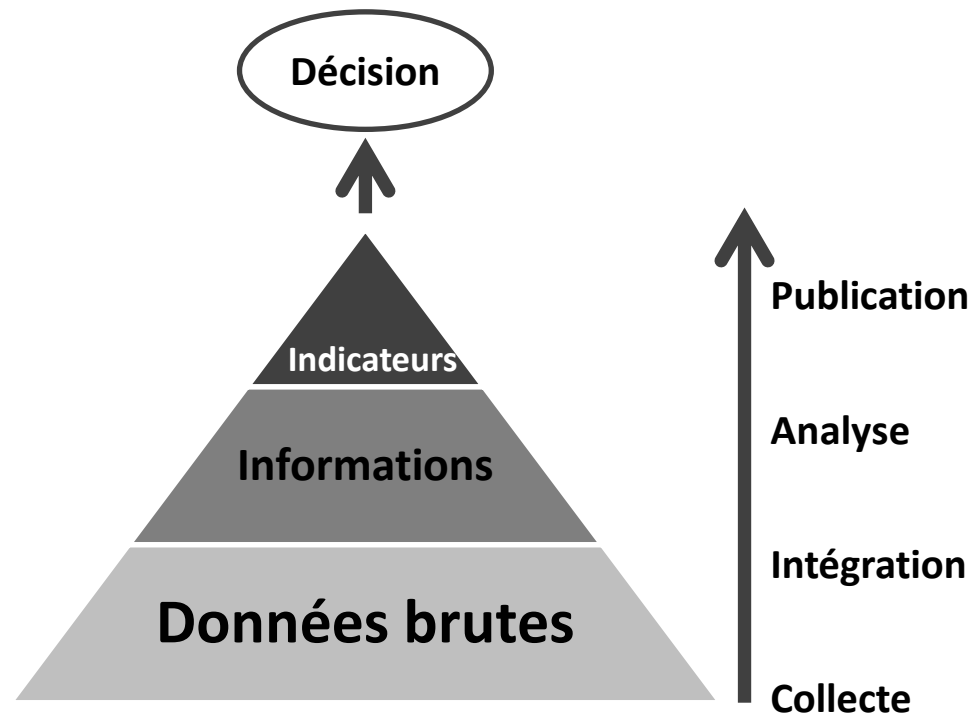 Décision
Publication
Indicateurs
Analyse
Informations
Intégration
Données brutes
Collecte